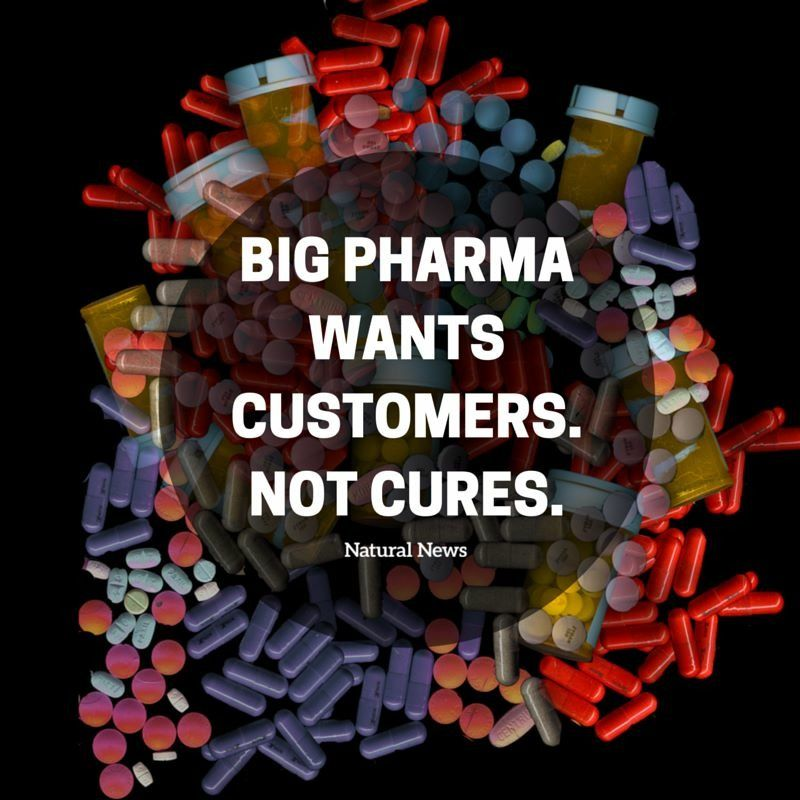 BIG PHARMA
WANTS
CUSTOMERS.
NOT CURES.
Natural News